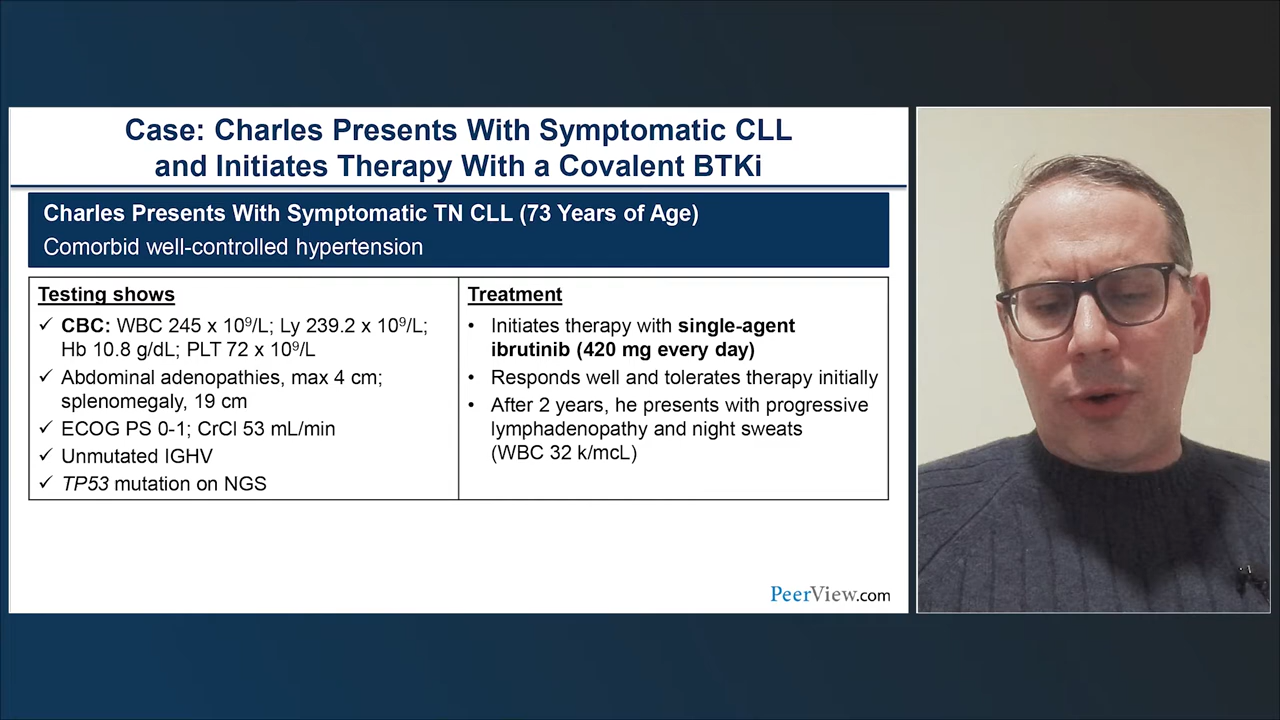 Case: Charles Presents With Symptomatic CLL
and Initiates Therapy With a Covalent BTKi
Charles Presents With Symptomatic TN CLL (73 Years of Age)
Comorbid well-controlled hypertension
Testing shows
✓ CBC: WBC 245 x 10⁹/L; Ly 239.2 x 10⁹/L;
Hb 10.8 g/dL; PLT 72 x 10⁹/L
✓ Abdominal adenopathies, max 4 cm;
splenomegaly, 19 cm
✓ ECOG PS 0-1; CrCl 53 mL/min
✓ Unmutated IGHV
✓ TP53 mutation on NGS
Treatment
• Initiates therapy with single-agent
ibrutinib (420 mg every day)
• Responds well and tolerates therapy initially
• After 2 years, he presents with progressive
lymphadenopathy and night sweats
(WBC 32 k/mcL)
PeerView.com